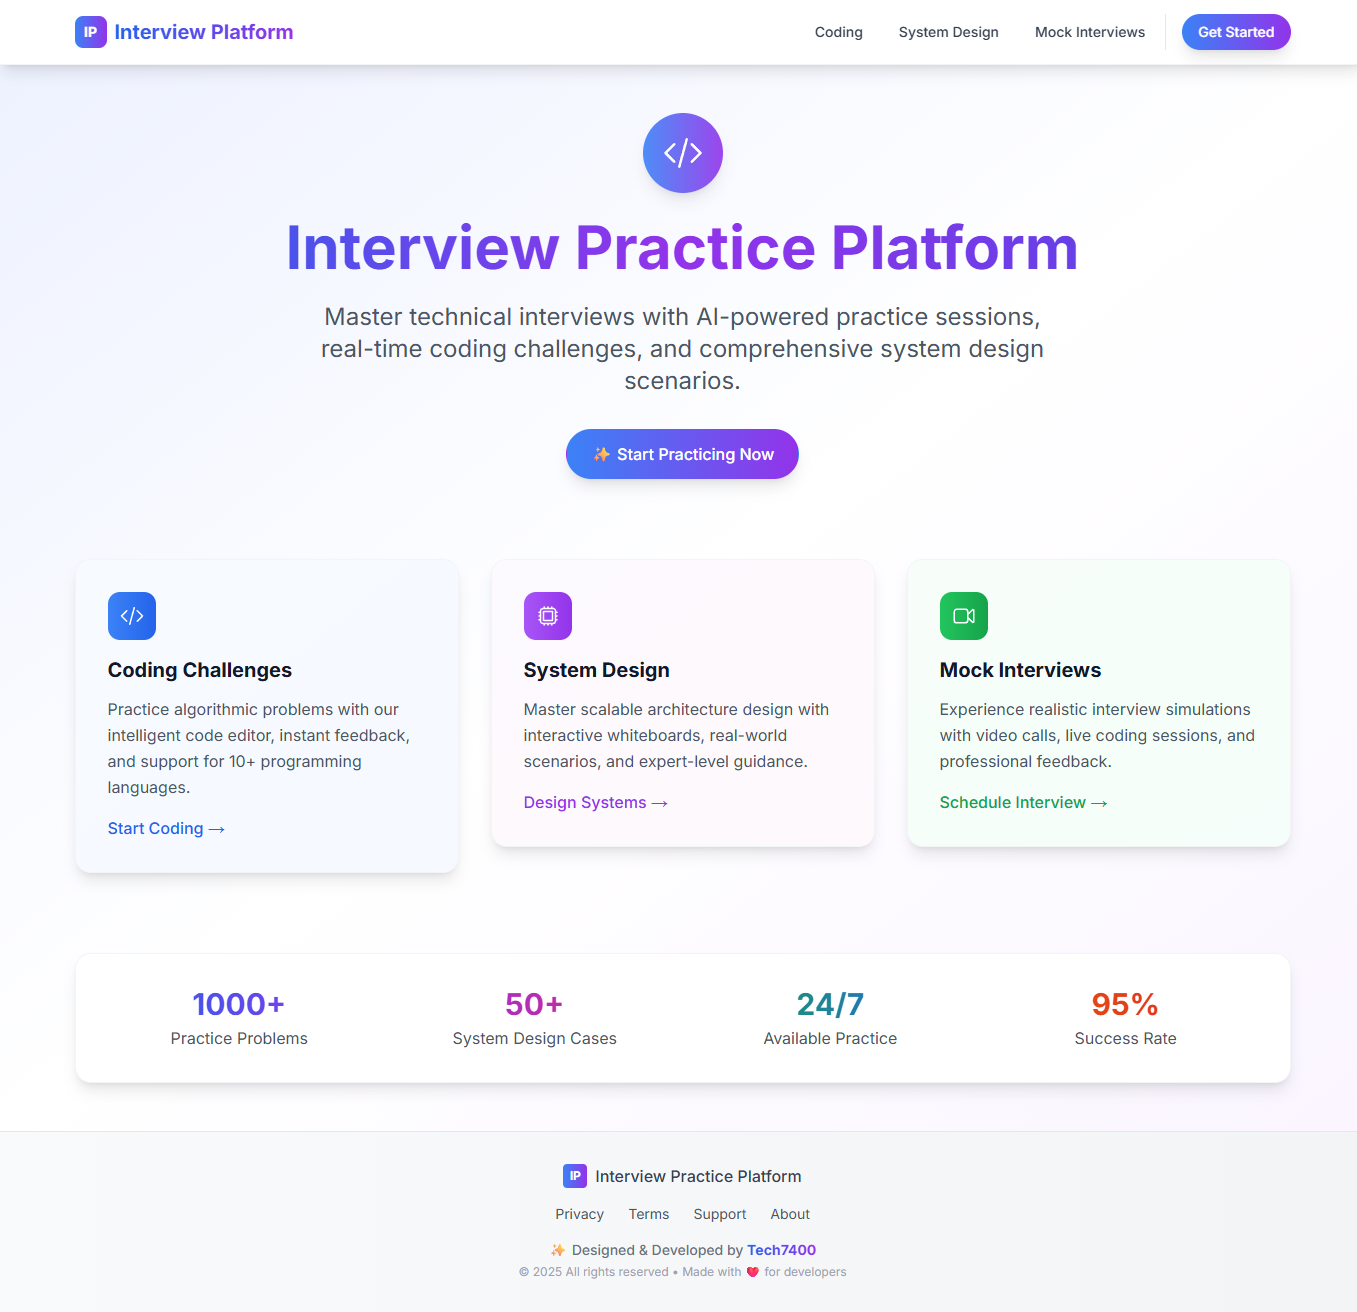 IP Interview Platform
Coding System Design Mock Interviews Get Started
</>
Interview Practice Platform
Master technical interviews with AI-powered practice sessions,
real-time coding challenges, and comprehensive system design
scenarios.
✨ Start Practicing Now
</>
Coding Challenges
Practice algorithmic problems with our
intelligent code editor, instant feedback,
and support for 10+ programming
languages.
Start Coding →
System Design
Master scalable architecture design with
interactive whiteboards, real-world
scenarios, and expert-level guidance.
Design Systems →
Mock Interviews
Experience realistic interview simulations
with video calls, live coding sessions, and
professional feedback.
Schedule Interview →
1000+
Practice Problems
50+
System Design Cases
24/7
Available Practice
95%
Success Rate
IP Interview Practice Platform
Privacy Terms Support About
✨ Designed & Developed by Tech7400
© 2025 All rights reserved • Made with ❤️ for developers